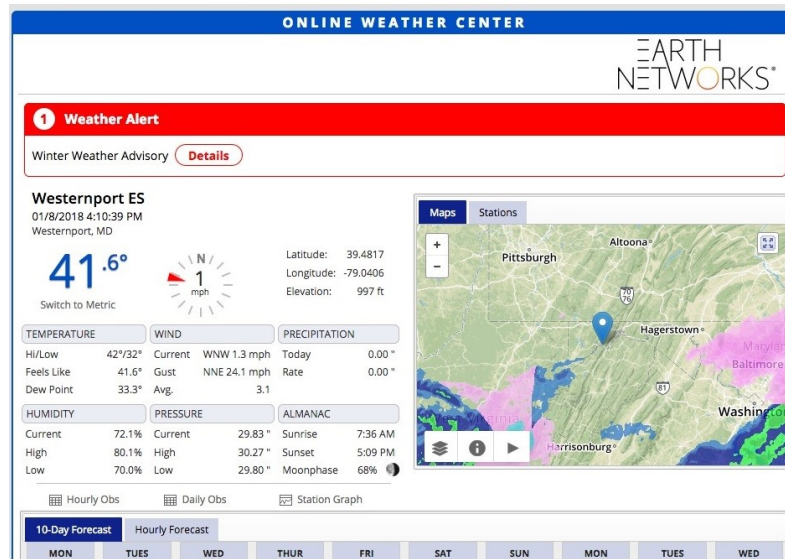 ONLINE WEATHER CENTER
EARTH
NETWORKS®
1 Weather Alert
Winter Weather Advisory Details
Westernport ES
01/8/2018 4:10:39 PM
Westernport, MD
41.6°
Switch to Metric
N
1
mph
Latitude: 39.4817
Longitude: -79.0406
Elevation: 997 ft
TEMPERATURE
Hi/Low 42°/32°
Feels Like 41.6°
Dew Point 33.3°
WIND
Current WNW 1.3 mph
Gust NNE 24.1 mph
Avg. 3.1
PRECIPITATION
Today 0.00 "
Rate 0.00 "
HUMIDITY
Current 72.1%
High 80.1%
Low 70.0%
PRESSURE
Current 29.83 "
High 30.27 "
Low 29.80 "
ALMANAC
Sunrise 7:36 AM
Sunset 5:09 PM
Moonphase 68%
Hourly Obs Daily Obs Station Graph
Maps Stations
+
−
Altoona
Pittsburgh
70
76
Hagerstown
Maryland
Baltimore
81
Washington
West Virginia
Harrisonburg
10-Day Forecast Hourly Forecast
MON TUES WED THUR FRI SAT SUN MON TUES WED